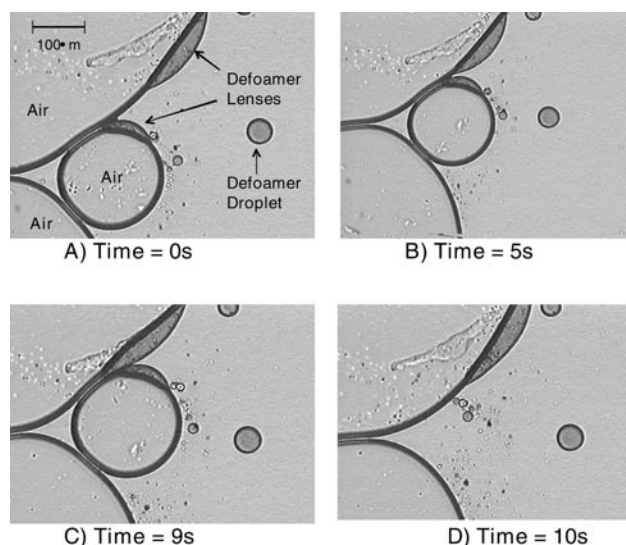 100• m
Defoamer
Lenses
Air
Air
Defoamer
Droplet
Air
A) Time = 0s
B) Time = 5s
C) Time = 9s
D) Time = 10s